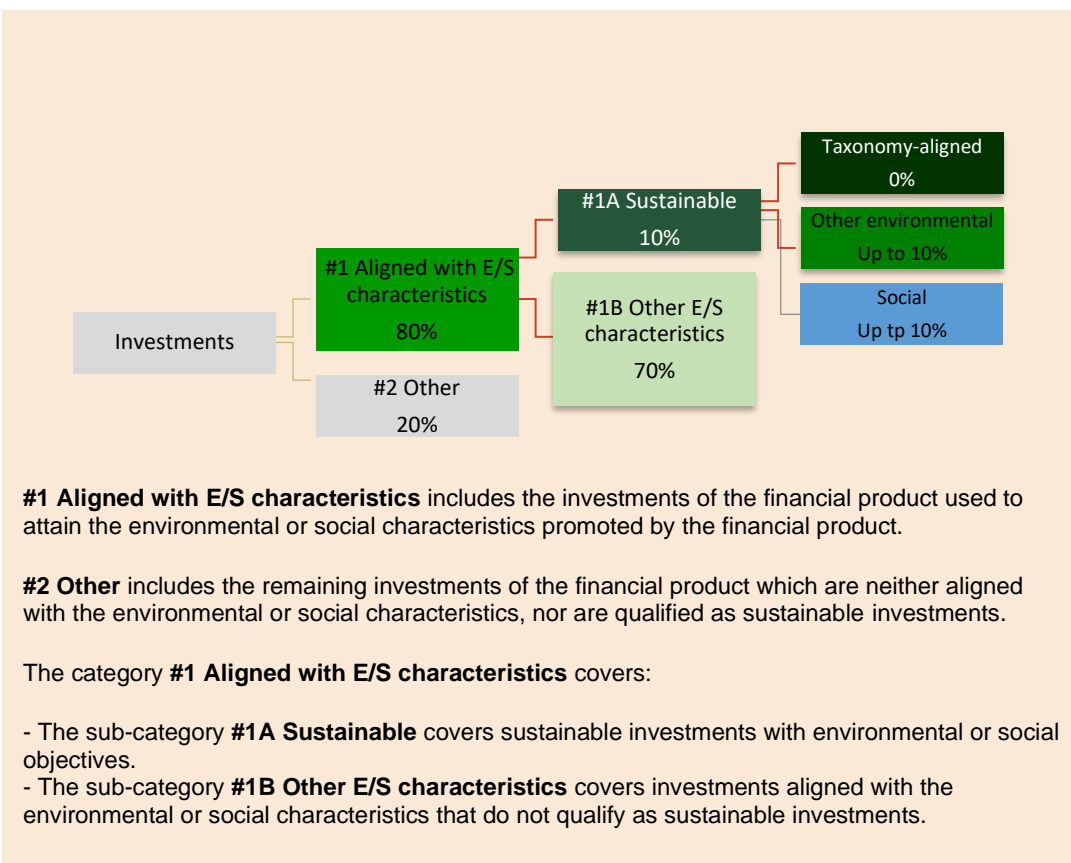 Investments
#1 Aligned with E/S
characteristics
80%
#2 Other
20%
#1A Sustainable
10%
#1B Other E/S
characteristics
70%
Taxonomy-aligned
0%
Other environmental
Up to 10%
Social
Up tp 10%
#1 Aligned with E/S characteristics includes the investments of the financial product used to
attain the environmental or social characteristics promoted by the financial product.
#2 Other includes the remaining investments of the financial product which are neither aligned
with the environmental or social characteristics, nor are qualified as sustainable investments.
The category #1 Aligned with E/S characteristics covers:
- The sub-category #1A Sustainable covers sustainable investments with environmental or social
objectives.
- The sub-category #1B Other E/S characteristics covers investments aligned with the
environmental or social characteristics that do not qualify as sustainable investments.